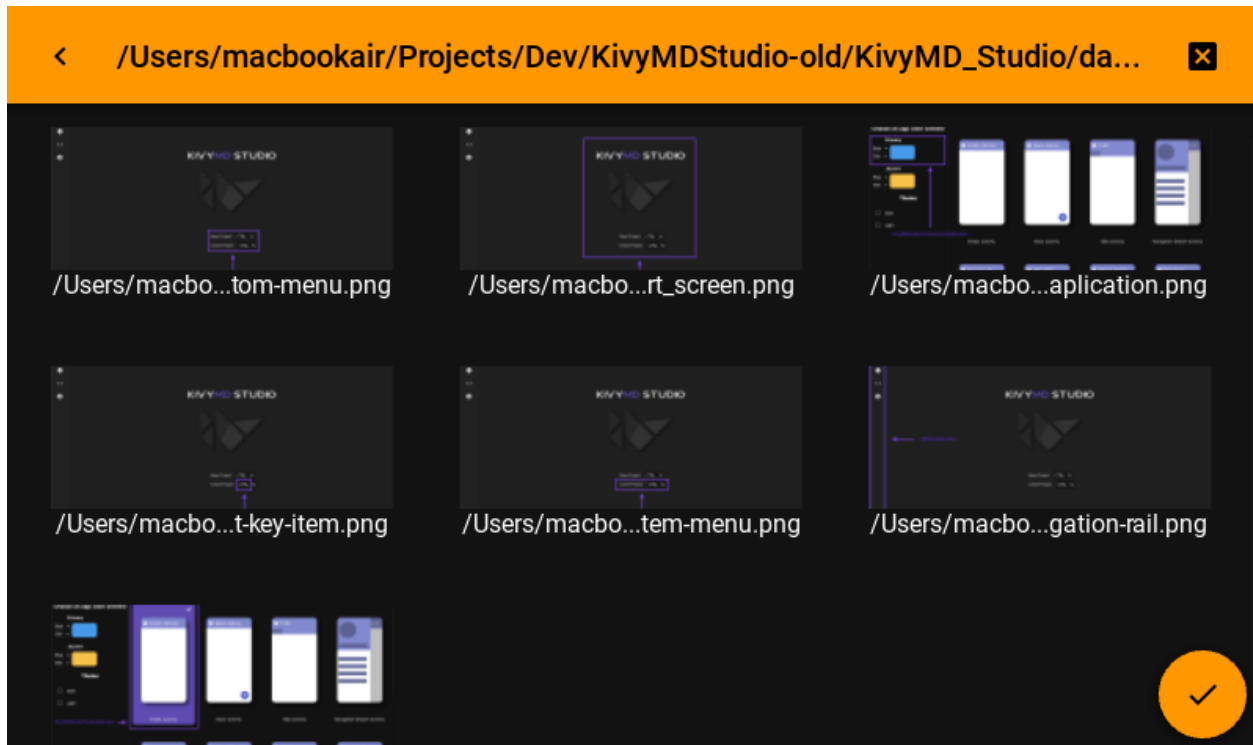 /Users/macbookair/Projects/Dev/KivyMDStudio-old/KivyMD_Studio/da...
KIVYMD STUDIO
KIVYMD STUDIO
/Users/macbo...tom-menu.png
/Users/macbo...rt_screen.png
/Users/macbo...aplication.png
KIVYMD STUDIO
KIVYMD STUDIO
KIVYMD STUDIO
/Users/macbo...t-key-item.png
/Users/macbo...tem-menu.png
/Users/macbo...gation-rail.png